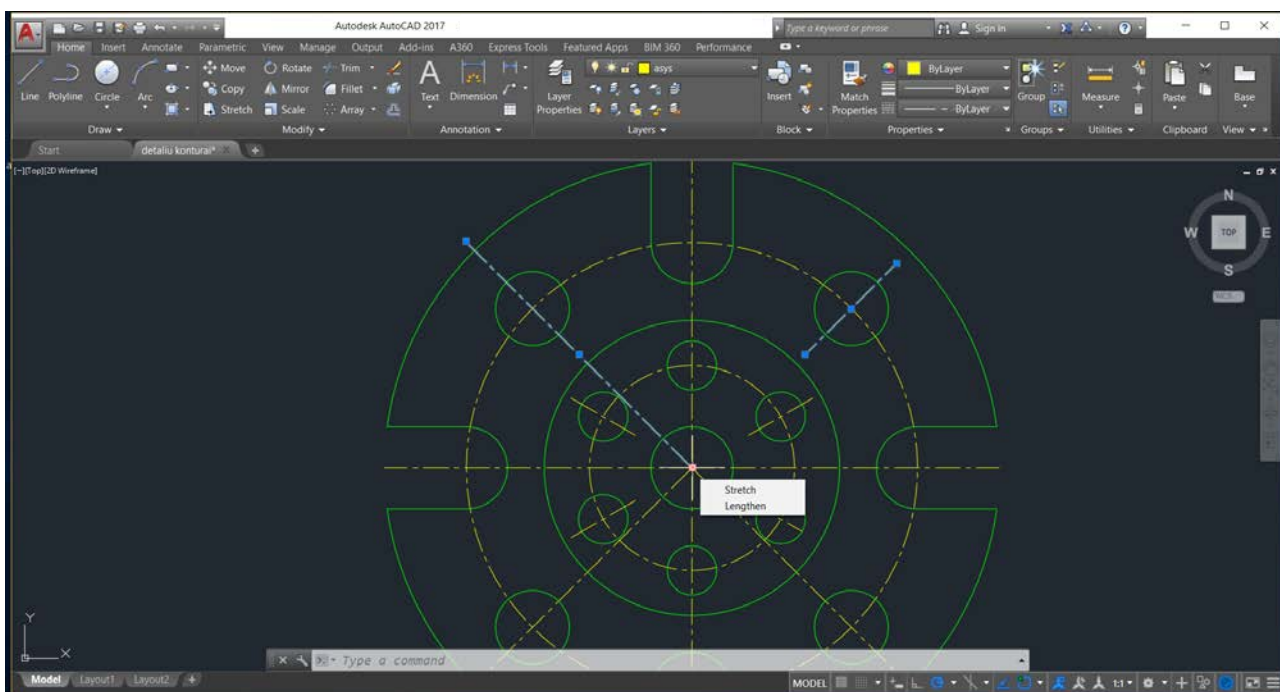 Autodesk AutoCAD 2017
Type a keyword or phrase
Sign In
Home Insert Annotate Parametric View Manage Output Add-ins A360 Express Tools Featured Apps BIM 360 Performance
Move Rotate Trim
Copy Mirror Fillet
Stretch Scale Array
Line Polyline Circle Arc
Text Dimension
Layer Properties
asys
Insert
Match Properties
ByLayer
ByLayer
ByLayer
Group
Measure
Paste
Base
Draw Modify Annotation Layers Block Properties Groups Utilities Clipboard View
Start detaliu konturai*
[-][Top][2D Wireframe]
N
W TOP E
S
Stretch
Lengthen
Y
X
Type a command
Model Layout1 Layout2 +
MODEL 1:1